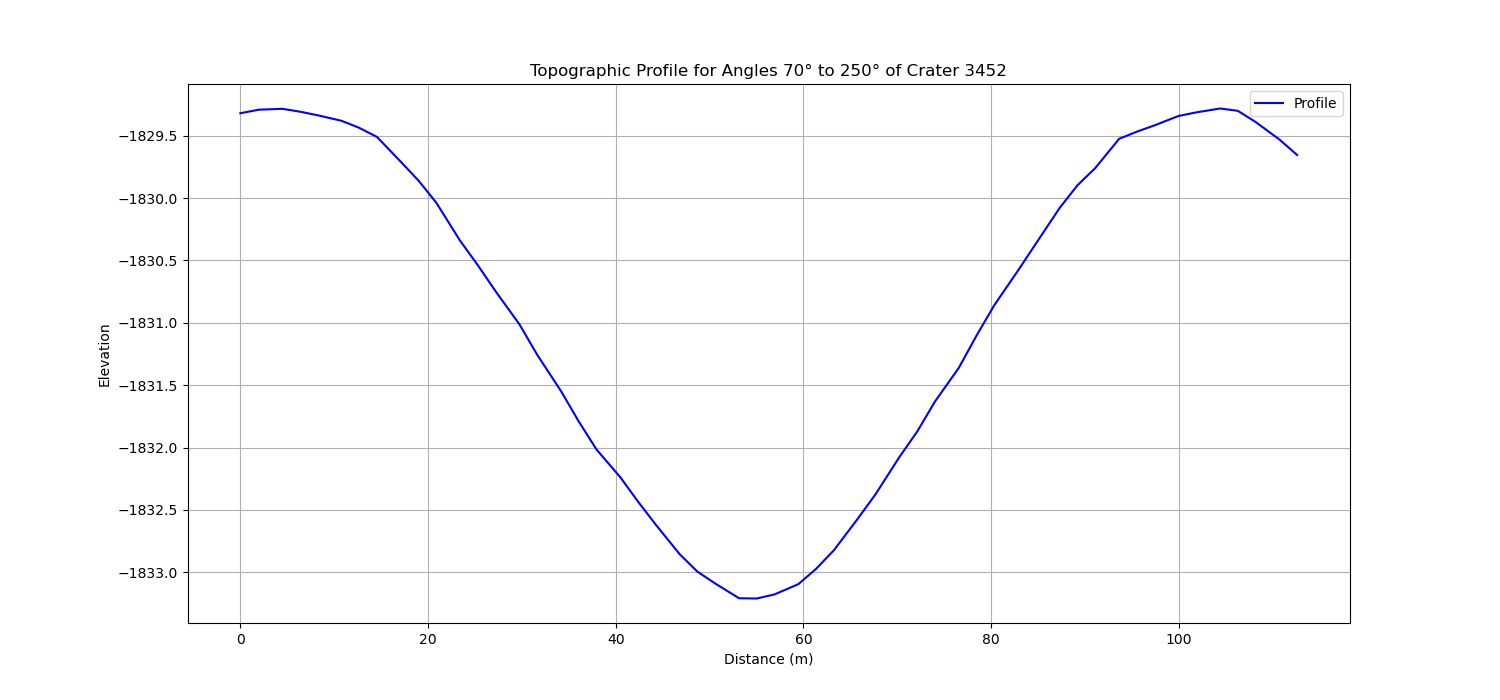 Topographic Profile for Angles 70° to 250° of Crater 3452
Profile
−1829.5
−1830.0
−1830.5
−1831.0
−1831.5
−1832.0
−1832.5
−1833.0
Elevation
0 20 40 60 80 100
Distance (m)